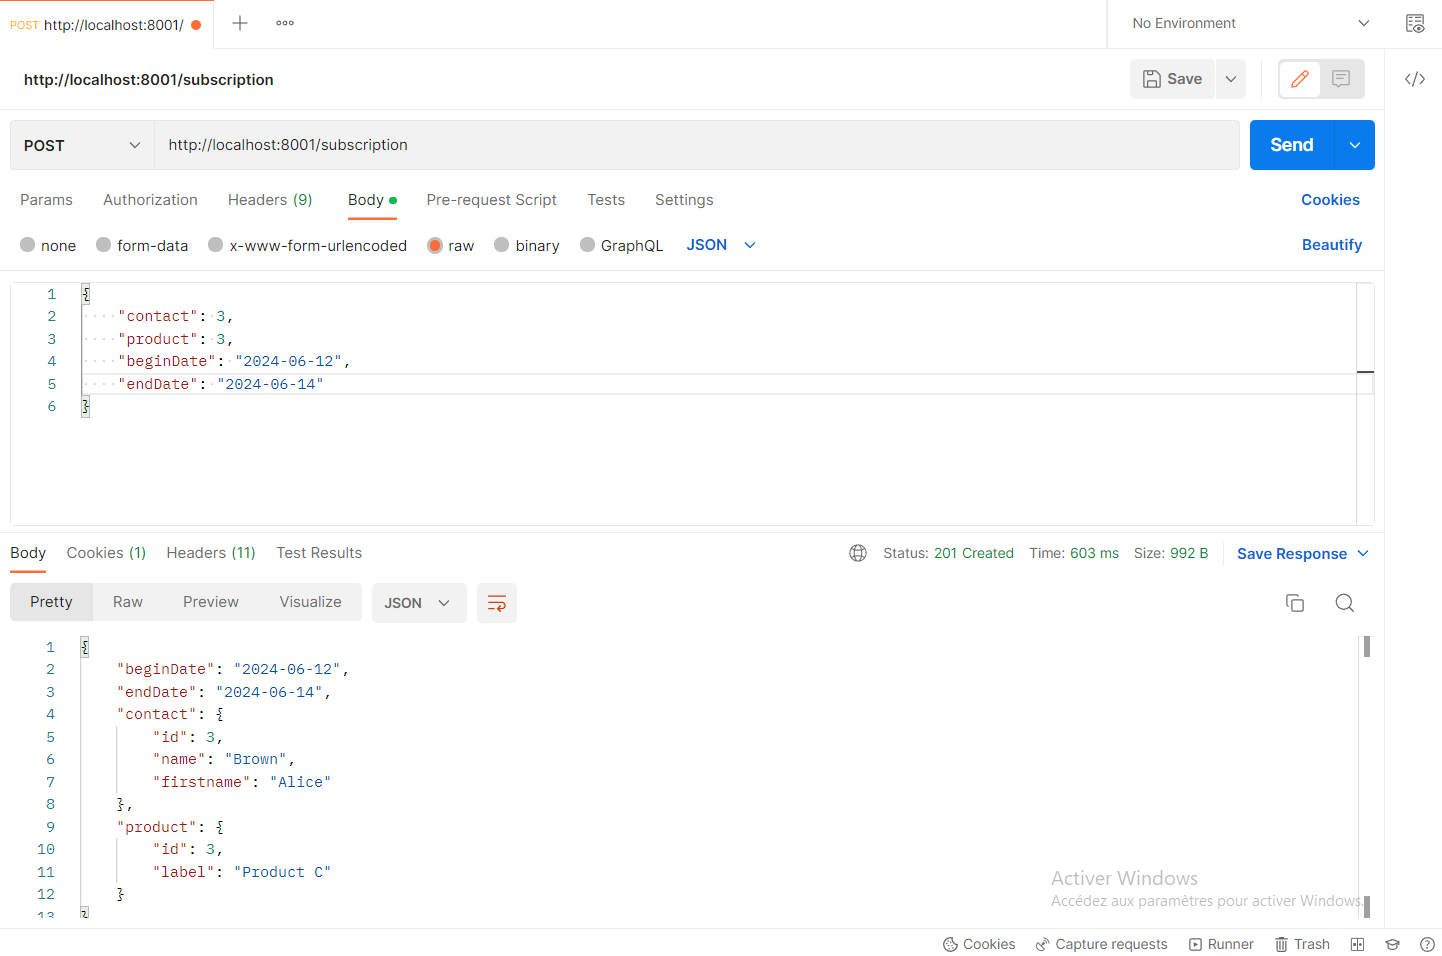 POST http://localhost:8001/
No Environment
http://localhost:8001/subscription
Save
POST
http://localhost:8001/subscription
Send
Params Authorization Headers (9) Body Pre-request Script Tests Settings Cookies
none form-data x-www-form-urlencoded raw binary GraphQL JSON Beautify
1 {
2 "contact": 3,
3 "product": 3,
4 "beginDate": "2024-06-12",
5 "endDate": "2024-06-14"
6 }
Body Cookies (1) Headers (11) Test Results Status: 201 Created Time: 603 ms Size: 992 B Save Response
Pretty Raw Preview Visualize JSON
1 {
2 "beginDate": "2024-06-12",
3 "endDate": "2024-06-14",
4 "contact": {
5 "id": 3,
6 "name": "Brown",
7 "firstname": "Alice"
8 },
9 "product": {
10 "id": 3,
11 "label": "Product C"
12 }
13 }
Activer Windows
Accédez aux paramètres pour activer Windows.
Cookies Capture requests Runner Trash